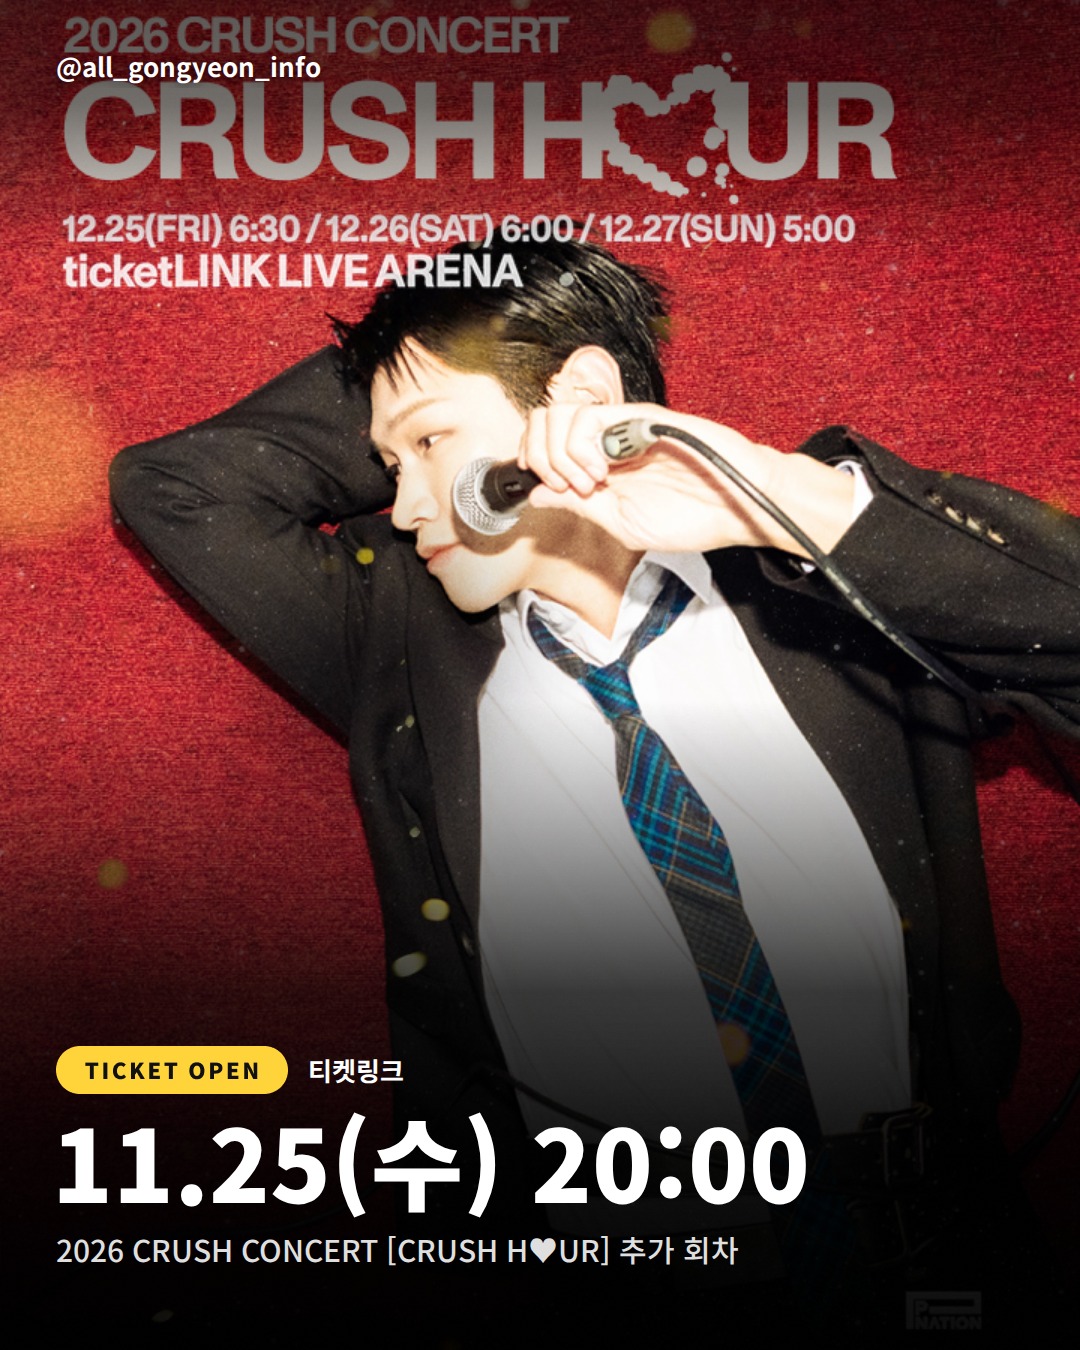 2026 CRUSH CONCERT
@all_gongyeon_info
CRUSH H♥UR
12.25(FRI) 6:30 / 12.26(SAT) 6:00 / 12.27(SUN) 5:00
ticketLINK LIVE ARENA
TICKET OPEN 티켓링크
11.25(수) 20:00
2026 CRUSH CONCERT [CRUSH H♥UR] 추가 회차
P NATION